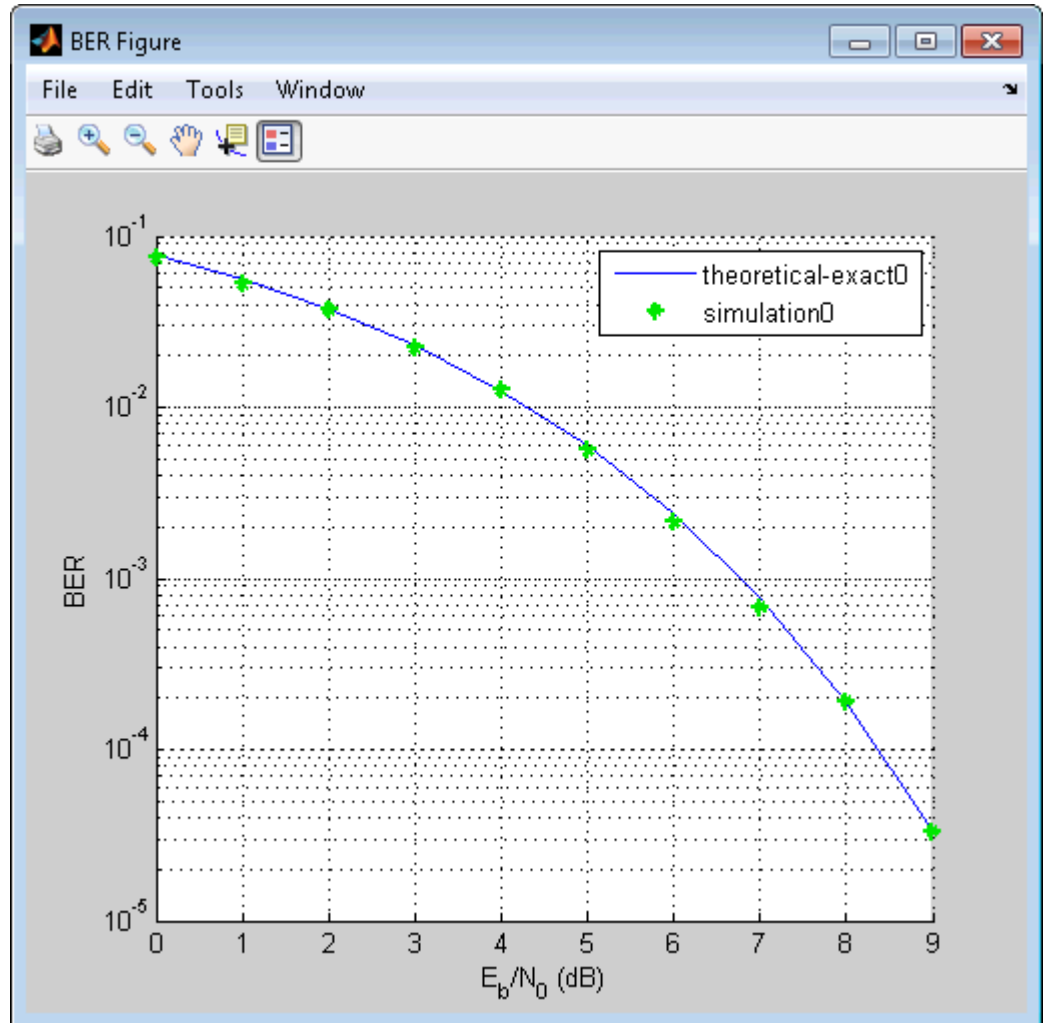 BER Figure
File Edit Tools Window
10^-1
10^-2
10^-3
10^-4
10^-5
BER
theoretical-exact0
simulation0
0 1 2 3 4 5 6 7 8 9
E_b/N_0 (dB)